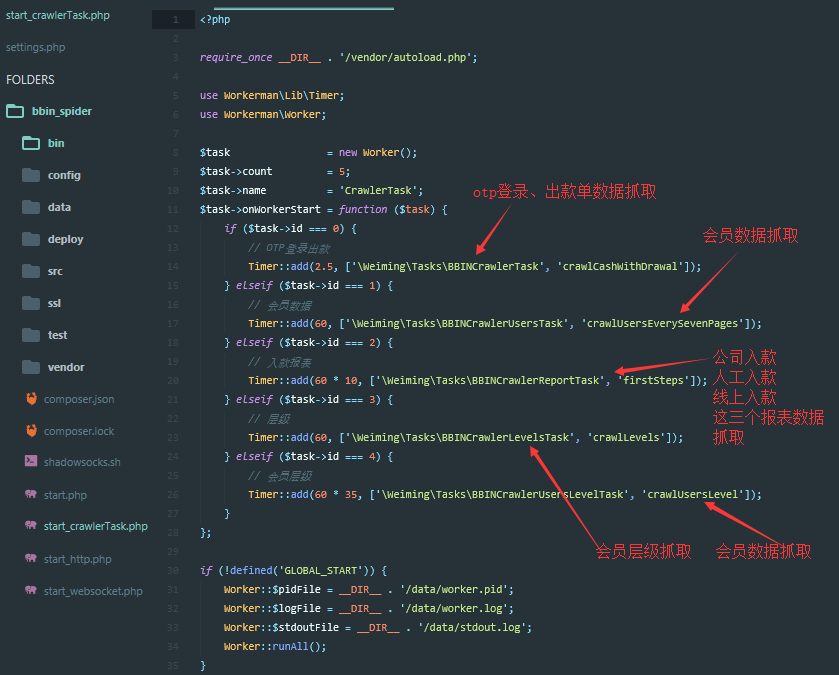 start_crawlerTask.php
settings.php
FOLDERS
bbin_spider
bin
config
data
deploy
src
ssl
test
vendor
composer.json
composer.lock
shadowsocks.sh
start.php
start_crawlerTask.php
start_http.php
start_websocket.php
1 <?php
2
3 require_once __DIR__ . '/vendor/autoload.php';
4
5 use Workerman\Lib\Timer;
6 use Workerman\Worker;
7
8 $task = new Worker();
9 $task->count = 5;
10 $task->name = 'CrawlerTask';
11 $task->onWorkerStart = function ($task) {
12 if ($task->id === 0) {
13 // OTP登录出款
14 Timer::add(2.5, ['\Weiming\Tasks\BBINCrawlerTask', 'crawlCashWithDrawal']);
15 } elseif ($task->id === 1) {
16 // 会员数据
17 Timer::add(60, ['\Weiming\Tasks\BBINCrawlerUsersTask', 'crawlUsersEverySevenPages']);
18 } elseif ($task->id === 2) {
19 // 入款报表
20 Timer::add(60 * 10, ['\Weiming\Tasks\BBINCrawlerReportTask', 'firstSteps']);
21 } elseif ($task->id === 3) {
22 // 层级
23 Timer::add(60, ['\Weiming\Tasks\BBINCrawlerLevelsTask', 'crawlLevels']);
24 } elseif ($task->id === 4) {
25 // 会员层级
26 Timer::add(60 * 35, ['\Weiming\Tasks\BBINCrawlerUsersLevelTask', 'crawlUsersLevel']);
27 }
28 };
29
30 if (!defined('GLOBAL_START')) {
31 Worker::$pidFile = __DIR__ . '/data/worker.pid';
32 Worker::$logFile = __DIR__ . '/data/worker.log';
33 Worker::$stdoutFile = __DIR__ . '/data/stdout.log';
34 Worker::runAll();
35 }
otp登录、出款单数据抓取
会员数据抓取
公司入款
人工入款
线上入款
这三个报表数据
抓取
会员层级抓取
会员数据抓取